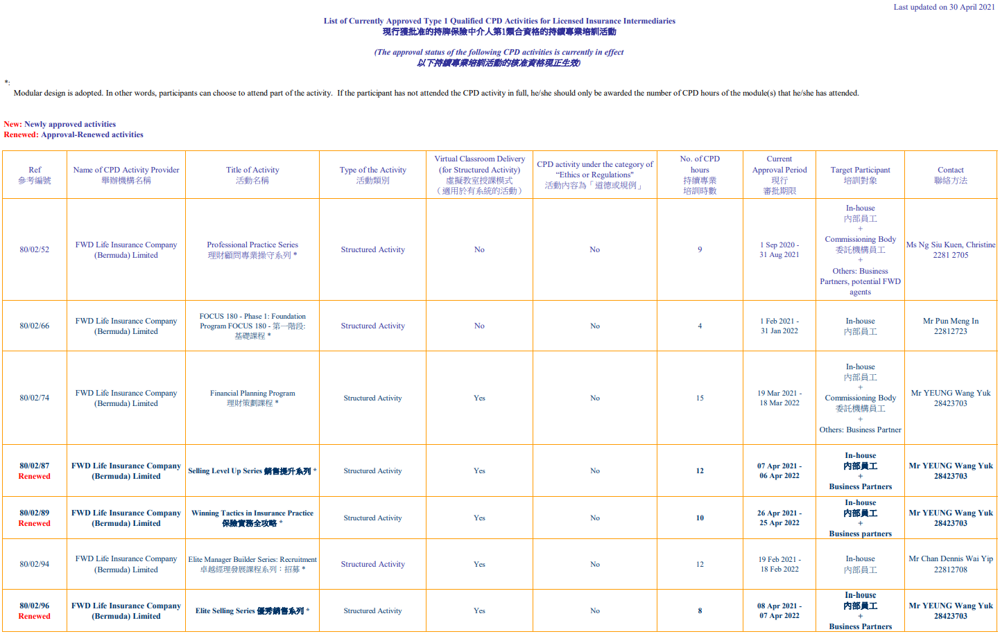 Last updated on 30 April 2021
List of Currently Approved Type 1 Qualified CPD Activities for Licensed Insurance Intermediaries
現行獲批准的持牌保險中介人第1類合資格的持續專業培訓活動
(The approval status of the following CPD activities is currently in effect
以下持續專業培訓活動的核准資格現正生效)
*:
Modular design is adopted. In other words, participants can choose to attend part of the activity.  If the participant has not attended the CPD activity in full, he/she should only be awarded the number of CPD hours of the module(s) that he/she has attended.
New: Newly approved activities
Renewed: Approval-Renewed activities
Ref
參考編號
Name of CPD Activity Provider
舉辦機構名稱
Title of Activity
活動名稱
Type of the Activity
活動類別
Virtual Classroom Delivery
(for Structured Activity)
虛擬教室授課模式
（適用於有系統的活動）
CPD activity under the category of
“Ethics or Regulations"
活動內容為「道德或規例」
No. of CPD
hours
持續專業
培訓時數
Current
Approval Period
現行
審批期限
Target Participant
培訓對象
Contact
聯絡方法
80/02/52
FWD Life Insurance Company
(Bermuda) Limited
Professional Practice Series
理財顧問專業操守系列 *
Structured Activity
No
No
9
1 Sep 2020 -
31 Aug 2021
In-house
內部員工
+
Commissioning Body
委託機構員工
+
Others: Business
Partners, potential FWD
agents
Ms Ng Siu Kuen, Christine
2281 2705
80/02/66
FWD Life Insurance Company
(Bermuda) Limited
FOCUS 180 - Phase 1: Foundation
Program FOCUS 180 - 第一階段:
基礎課程 *
Structured Activity
No
No
4
1 Feb 2021 -
31 Jan 2022
In-house
內部員工
Mr Pun Meng In
22812723
80/02/74
FWD Life Insurance Company
(Bermuda) Limited
Financial Planning Program
理財策劃課程 *
Structured Activity
Yes
No
15
19 Mar 2021 -
18 Mar 2022
In-house
內部員工
+
Commissioning Body
委託機構員工
+
Others: Business Partner
Mr YEUNG Wang Yuk
28423703
80/02/87
Renewed
FWD Life Insurance Company
(Bermuda) Limited
Selling Level Up Series 銷售提升系列 *
Structured Activity
Yes
No
12
07 Apr 2021 -
06 Apr 2022
In-house
內部員工
+
Business Partners
Mr YEUNG Wang Yuk
28423703
80/02/89
Renewed
FWD Life Insurance Company
(Bermuda) Limited
Winning Tactics in Insurance Practice
保險實務全攻略 *
Structured Activity
Yes
No
10
26 Apr 2021 -
25 Apr 2022
In-house
內部員工
+
Business partners
Mr YEUNG Wang Yuk
28423703
80/02/94
FWD Life Insurance Company
(Bermuda) Limited
Elite Manager Builder Series: Recruitment
卓越經理發展課程系列：招募 *
Structured Activity
Yes
No
12
19 Feb 2021 -
18 Feb 2022
In-house
內部員工
Mr Chan Dennis Wai Yip
22812708
80/02/96
Renewed
FWD Life Insurance Company
(Bermuda) Limited
Elite Selling Series 優秀銷售系列 *
Structured Activity
Yes
No
8
08 Apr 2021 -
07 Apr 2022
In-house
內部員工
+
Business Partners
Mr YEUNG Wang Yuk
28423703